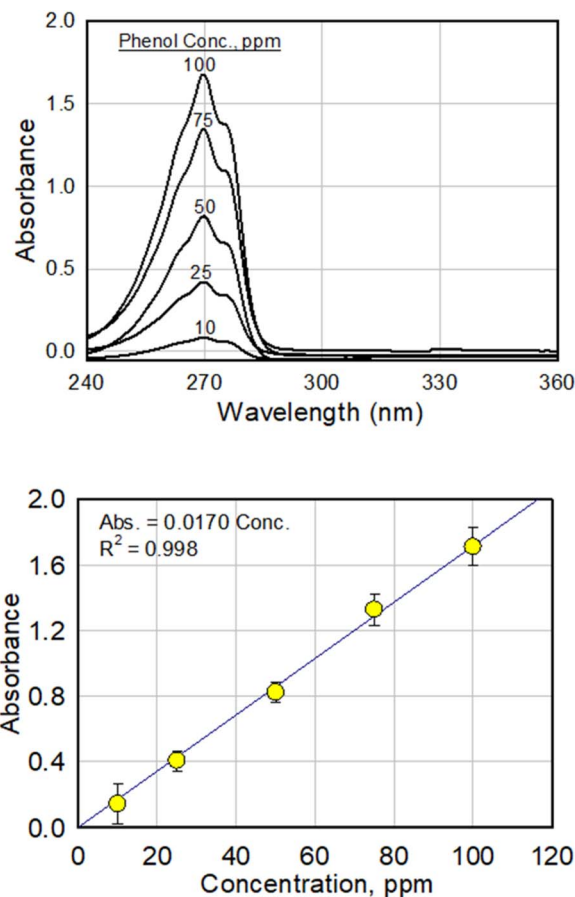 Phenol Conc., ppm
100
75
50
25
10
2.0
1.5
1.0
0.5
0.0
Absorbance
240 270 300 330 360
Wavelength (nm)
Abs. = 0.0170 Conc.
R² = 0.998
2.0
1.6
1.2
0.8
0.4
0.0
Absorbance
0 20 40 60 80 100 120
Concentration, ppm